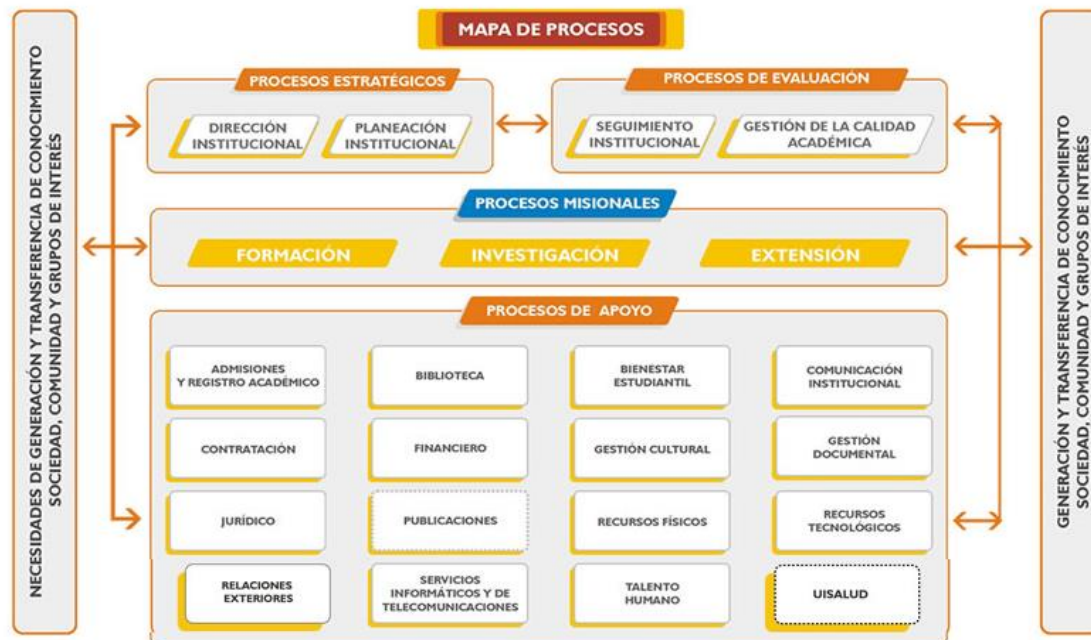 MAPA DE PROCESOS
NECESIDADES DE GENERACIÓN Y TRANSFERENCIA DE CONOCIMIENTO
SOCIEDAD, COMUNIDAD Y GRUPOS DE INTERÉS
PROCESOS ESTRATÉGICOS
DIRECCIÓN
INSTITUCIONAL
PLANEACIÓN
INSTITUCIONAL
PROCESOS DE EVALUACIÓN
SEGUIMIENTO
INSTITUCIONAL
GESTIÓN DE LA CALIDAD
ACADÉMICA
PROCESOS MISIONALES
FORMACIÓN
INVESTIGACIÓN
EXTENSIÓN
PROCESOS DE APOYO
ADMISIONES
Y REGISTRO ACADÉMICO
BIBLIOTECA
BIENESTAR
ESTUDIANTIL
COMUNICACIÓN
INSTITUCIONAL
CONTRATACIÓN
FINANCIERO
GESTIÓN CULTURAL
GESTIÓN
DOCUMENTAL
JURÍDICO
PUBLICACIONES
RECURSOS FÍSICOS
RECURSOS
TECNOLÓGICOS
RELACIONES
EXTERIORES
SERVICIOS
INFORMÁTICOS Y DE
TELECOMUNICACIONES
TALENTO
HUMANO
UISALUD
GENERACIÓN Y TRANSFERENCIA DE CONOCIMIENTO
SOCIEDAD, COMUNIDAD Y GRUPOS DE INTERÉS